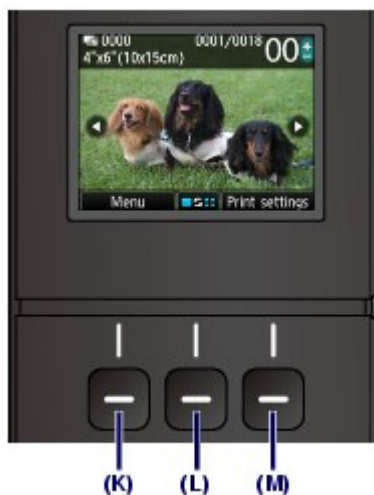 0000 0001/0018 00
4"x6"(10x15cm)
Menu Print settings
(K) (L) (M)